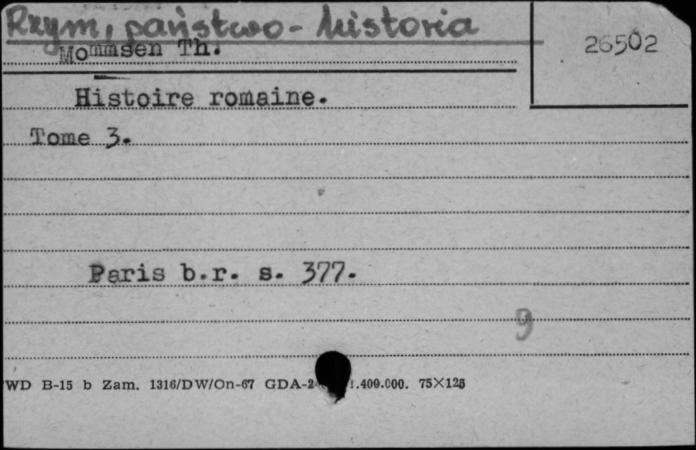 Rzym, państwo - historia
26502
Mommsen Th.
Histoire romaine.
Tome 3.
Paris b.r. s. 377.
9
WD B-15 b Zam. 1316/DW/On-67 GDA-2 1.400.000. 75X125